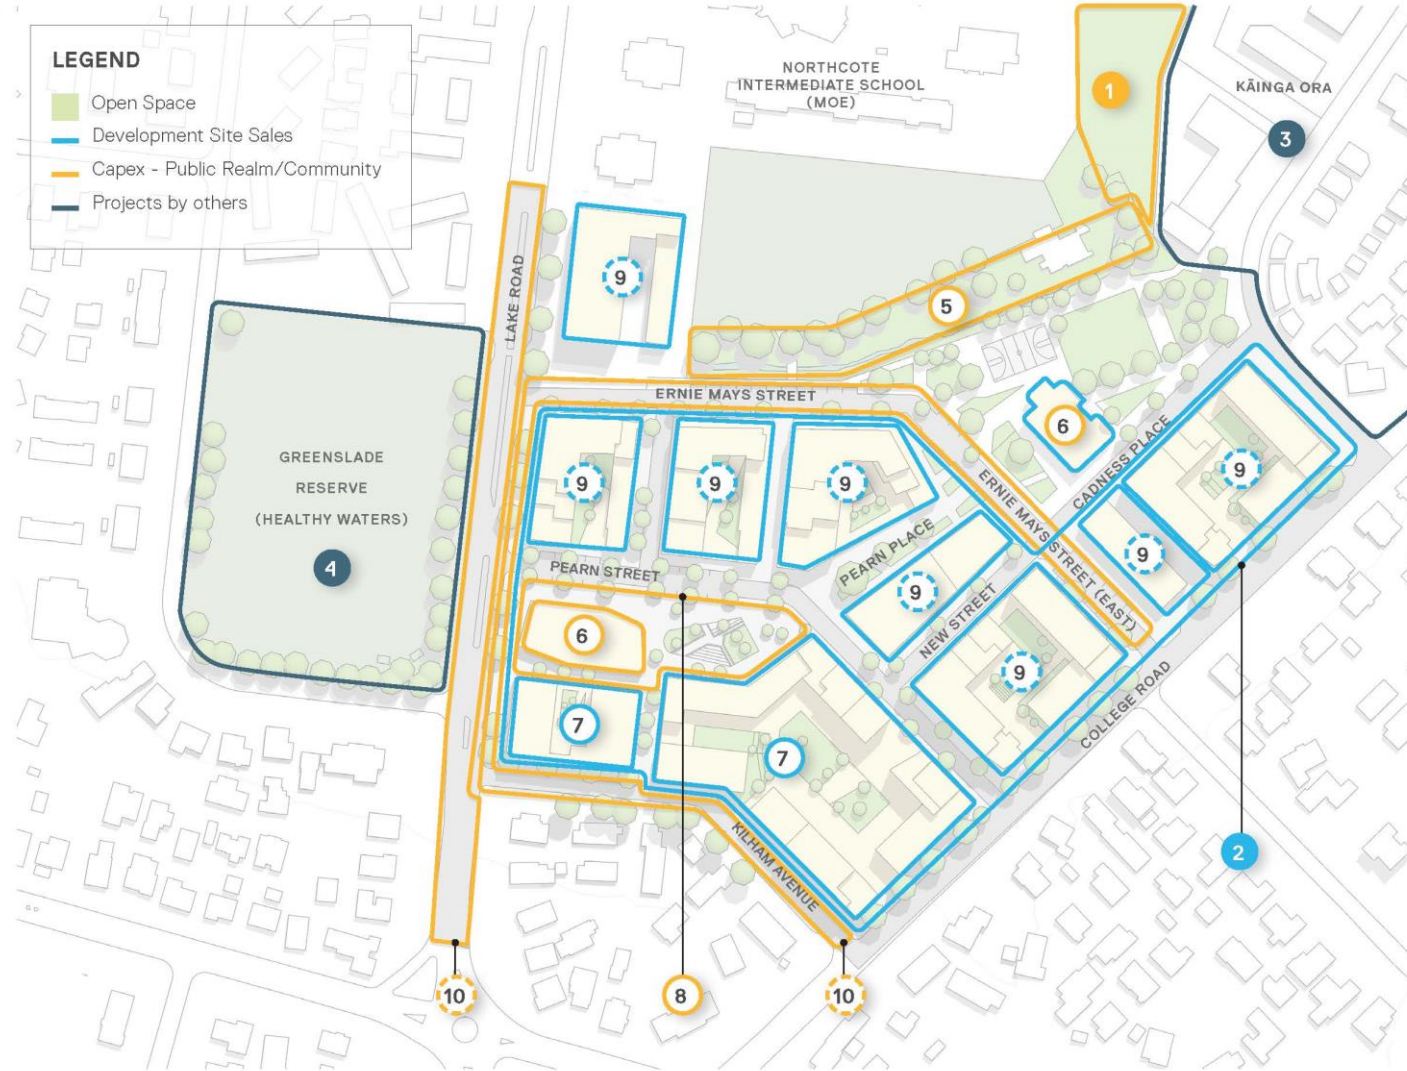 LEGEND
Open Space
Development Site Sales
Capex - Public Realm/Community
Projects by others
NORTHCOTE
INTERMEDIATE SCHOOL
(MOE)
1
KĀINGA ORA
3
LAKE ROAD
9
5
ERNIE MAYS STREET
6
CADNESS PLACE
9
GREENSLADE
RESERVE
(HEALTHY WATERS)
4
9
9
9
ERNIE MAYS STREET (EAST)
9
PEARN PLACE
PEARN STREET
9
NEW STREET
6
9
COLLEGE ROAD
7
7
KILHAM AVENUE
2
10
8
10